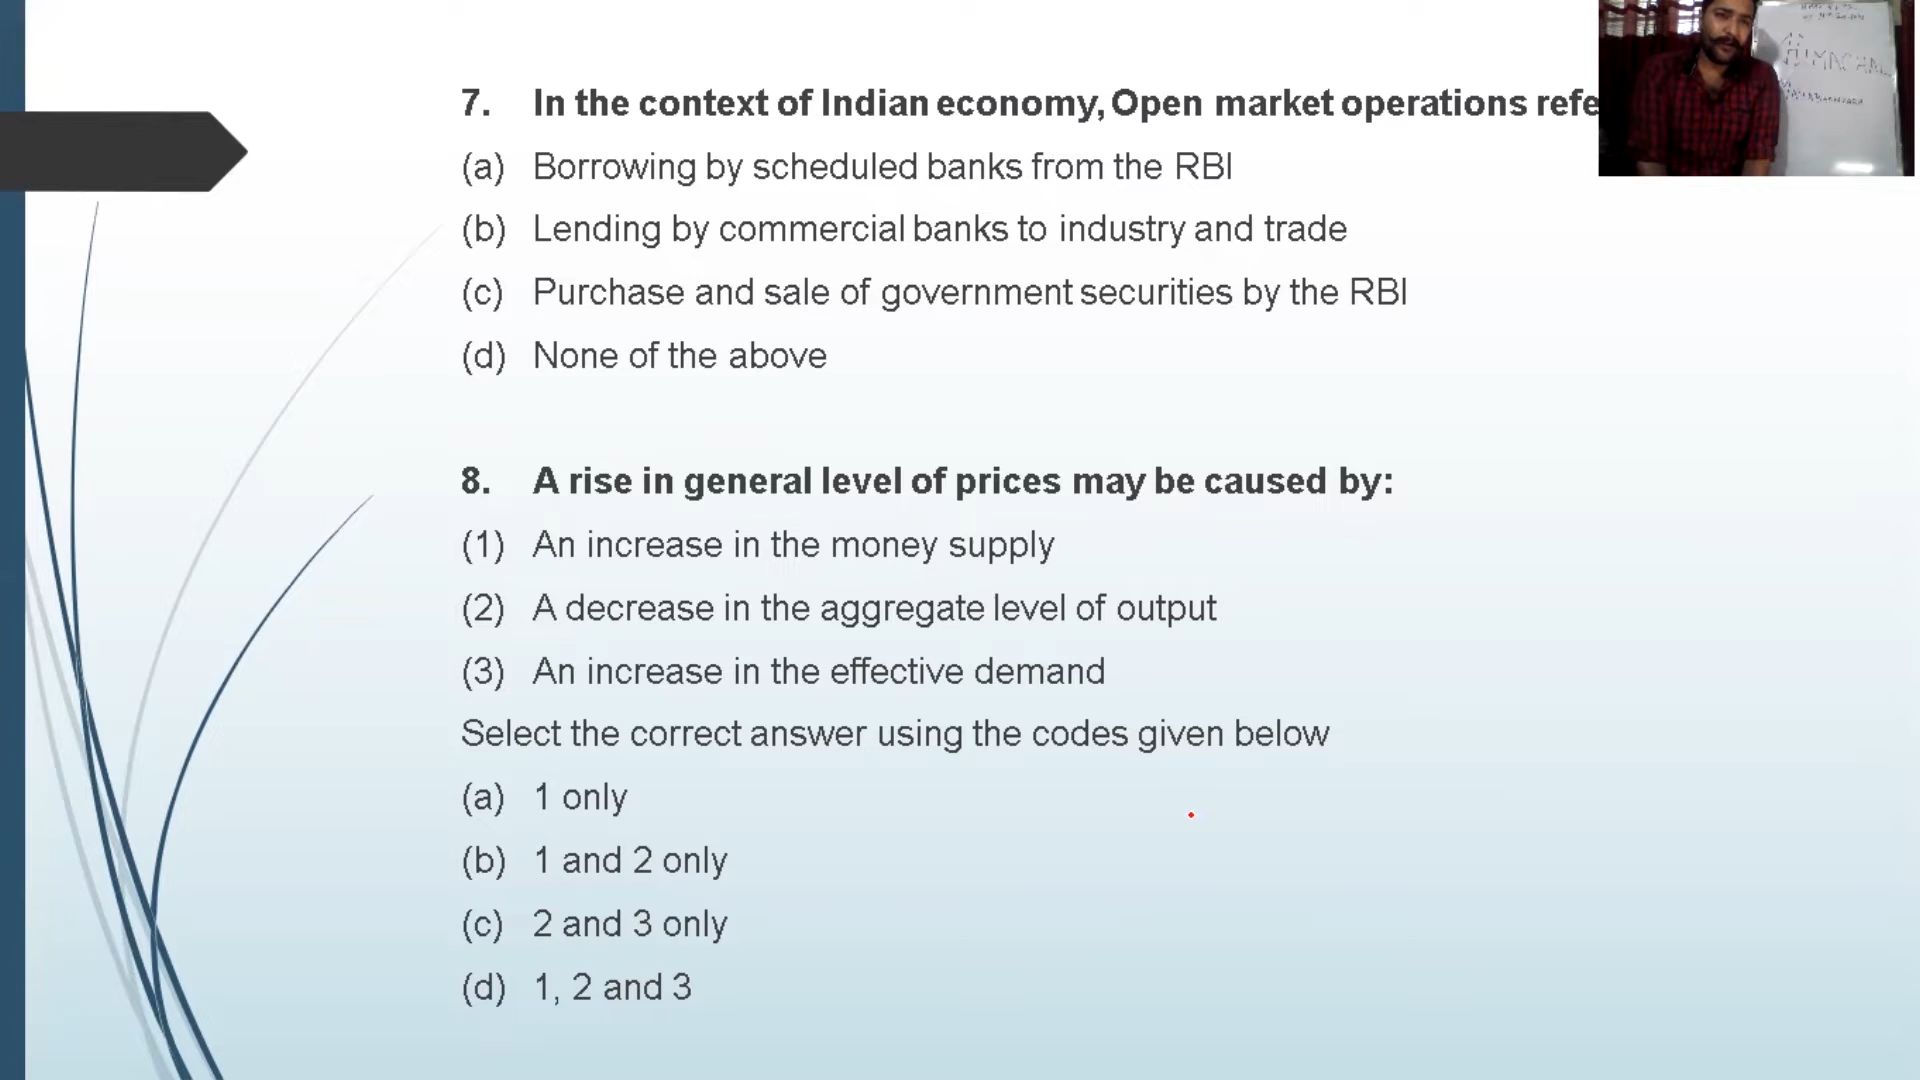 7. In the context of Indian economy, Open market operations refe
(a) Borrowing by scheduled banks from the RBI
(b) Lending by commercial banks to industry and trade
(c) Purchase and sale of government securities by the RBI
(d) None of the above
8. A rise in general level of prices may be caused by:
(1) An increase in the money supply
(2) A decrease in the aggregate level of output
(3) An increase in the effective demand
Select the correct answer using the codes given below
(a) 1 only
(b) 1 and 2 only
(c) 2 and 3 only
(d) 1, 2 and 3